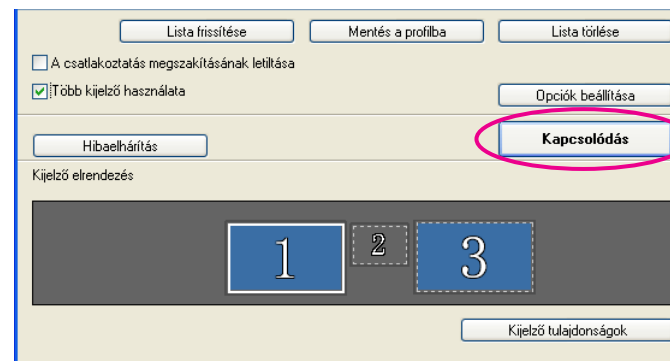 Lista frissítése Mentés a profilba Lista törlése
A csatlakoztatás megszakításának letiltása
Több kijelző használata
Opciók beállítása
Kapcsolódás
Hibaelhárítás
Kijelző elrendezés
1 2 3
Kijelző tulajdonságok